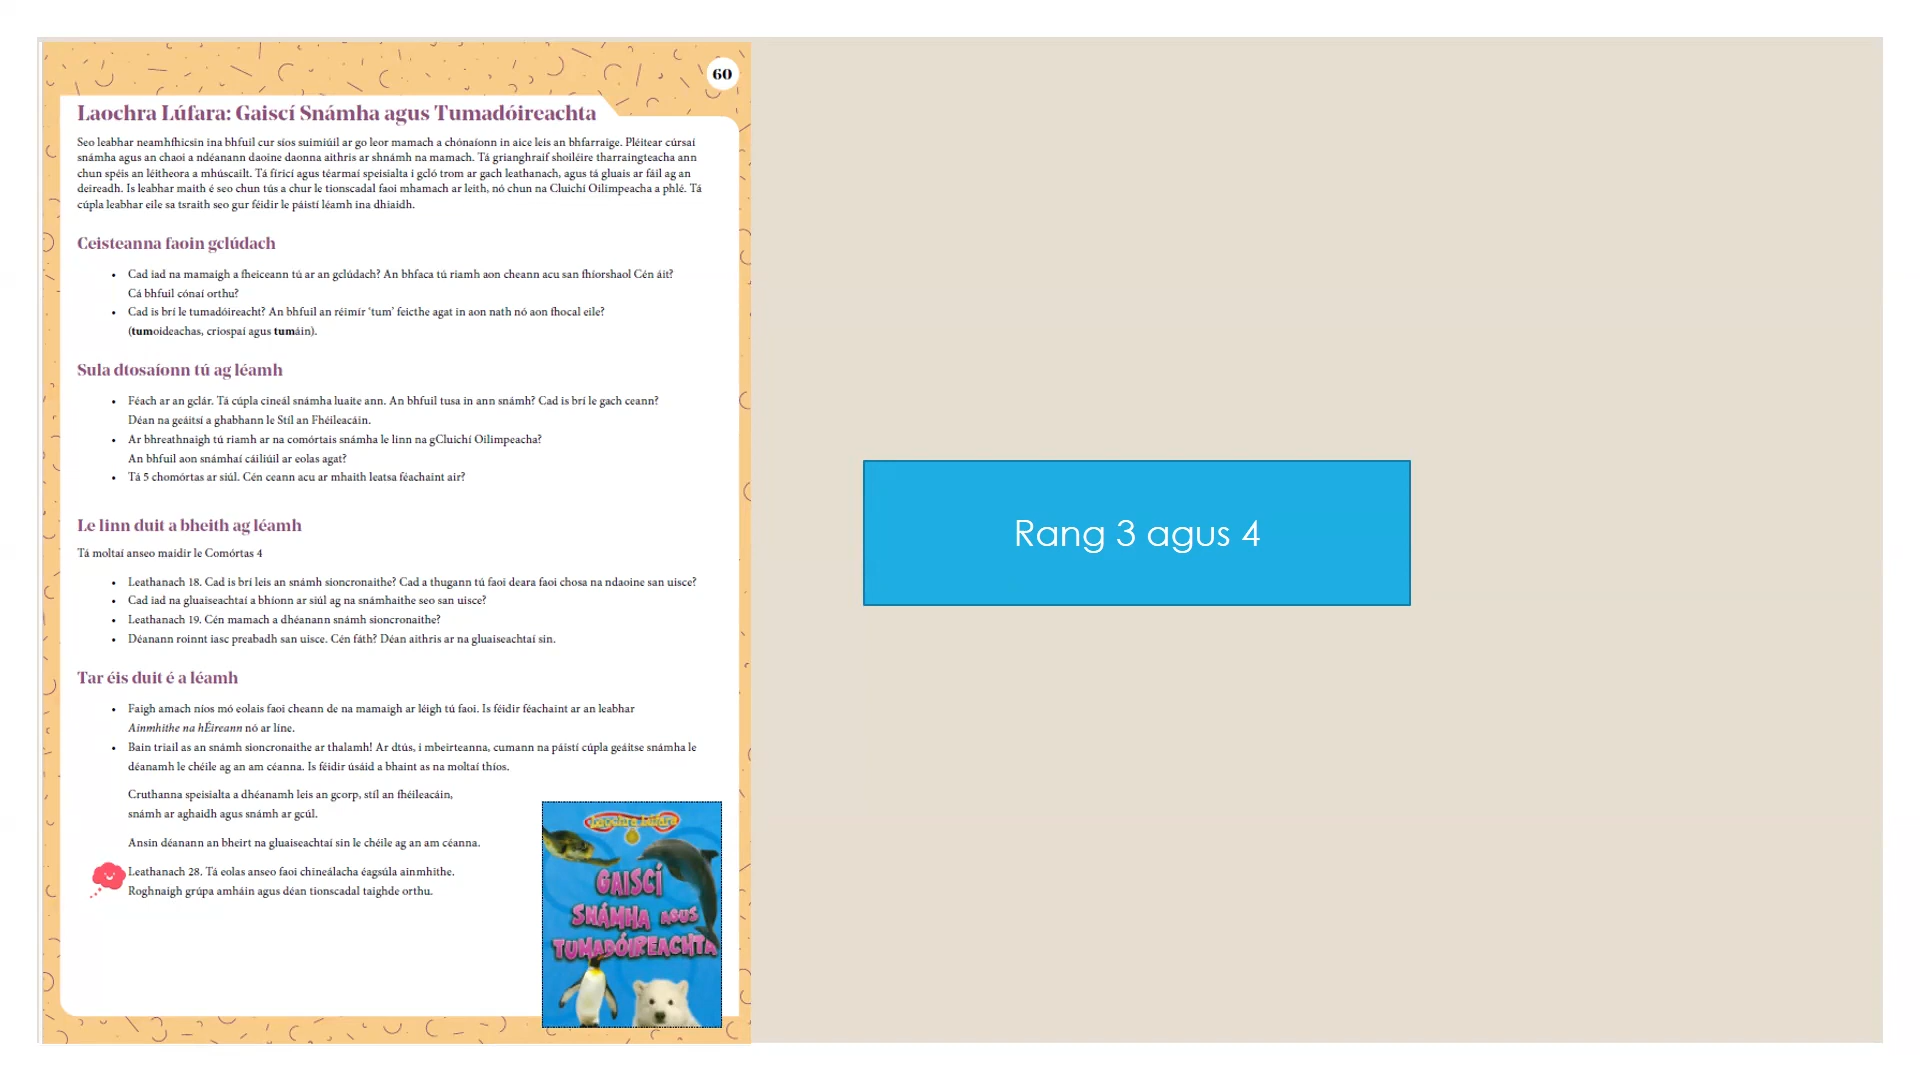 60
Laochra Lúfara: Gaiscí Snámha agus Tumadóireachta
Seo leabhar neamhfhicsin ina bhfuil cur síos suimiúil ar go leor mamach a chónaíonn in aice leis an bhfarraige. Pléitear cúrsaí
snámha agus an chaoi a ndéanann daoine daonna aithris ar shnámh na mamach. Tá grianghraif shoiléire tharraingteacha ann
chun spéis an léitheora a mhúscailt. Tá fíricí agus téarmaí speisialta i gcló trom ar gach leathanach, agus tá gluais ar fáil ag an
deireadh. Is leabhar maith é seo chun tús a chur le tionscadal faoi mhamach ar leith, nó chun na Cluichí Oilimpeacha a phlé. Tá
cúpla leabhar eile sa tsraith seo gur féidir le páistí léamh ina dhiaidh.
Ceisteanna faoin gclúdach
• Cad iad na mamaigh a fheiceann tú ar an gclúdach? An bhfaca tú riamh aon cheann acu san fhíorshaol Cén áit?
Cá bhfuil cónaí orthu?
• Cad is brí le tumadóireacht? An bhfuil an réimír ‘tum’ feicthe agat in aon nath nó aon fhocal eile?
(tumoideachas, criospaí agus tumáin).
Sula dtosaíonn tú ag léamh
• Féach ar an gclár. Tá cúpla cineál snámha luaite ann. An bhfuil tusa in ann snámh? Cad is brí le gach ceann?
Déan na geáitsí a ghabhann le Stíl an Fhéileacáin.
• Ar bhreathnaigh tú riamh ar na comórtais snámha le linn na gCluichí Oilimpeacha?
An bhfuil aon snámhaí cáiliúil ar eolas agat?
• Tá 5 chomórtas ar siúl. Cén ceann acu ar mhaith leatsa féachaint air?
Le linn duit a bheith ag léamh
Tá moltaí anseo maidir le Comórtas 4
• Leathanach 18. Cad is brí leis an snámh sioncronaithe? Cad a thugann tú faoi deara faoi chosa na ndaoine san uisce?
• Cad iad na gluaiseachtaí a bhíonn ar siúl ag na snámhaithe seo san uisce?
• Leathanach 19. Cén mamach a dhéanann snámh sioncronaithe?
• Déanann roinnt iasc preabadh san uisce. Cén fáth? Déan aithris ar na gluaiseachtaí sin.
Tar éis duit é a léamh
• Faigh amach níos mó eolais faoi cheann de na mamaigh ar léigh tú faoi. Is féidir féachaint ar an leabhar
Ainmhithe na hÉireann nó ar líne.
• Bain triail as an snámh sioncronaithe ar thalamh! Ar dtús, i mbeirteanna, cumann na páistí cúpla geáitse snámha le
déanamh le chéile ag an am céanna. Is féidir úsáid a bhaint as na moltaí thíos.
Cruthanna speisialta a dhéanamh leis an gcorp, stíl an fhéileacáin,
snámh ar aghaidh agus snámh ar gcúl.
Ansin déanann an bheirt na gluaiseachtaí sin le chéile ag an am céanna.
Leathanach 28. Tá eolas anseo faoi chineálacha éagsúla ainmhithe.
Roghnaigh grúpa amháin agus déan tionscadal taighde orthu.
Laochra Lúfara
GAISCÍ
SNÁMHA AGUS
TUMADÓIREACHTA
Rang 3 agus 4